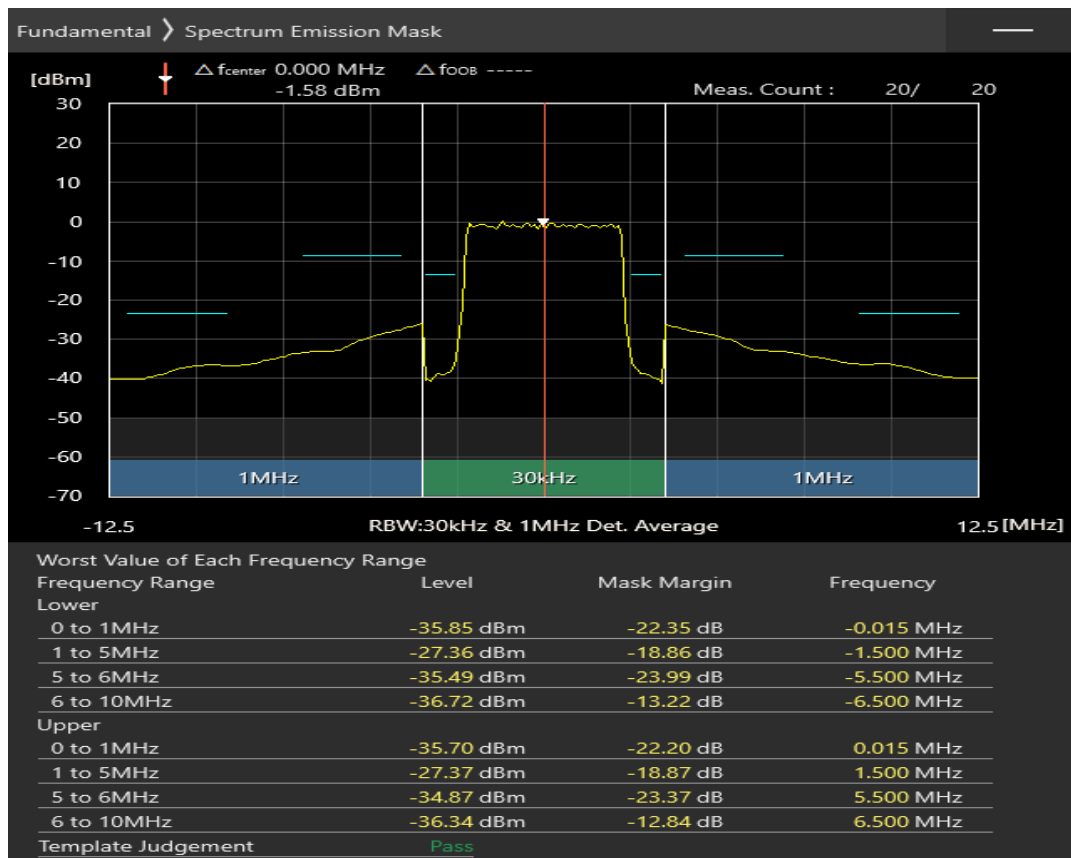 Fundamental ❯ Spectrum Emission Mask
[dBm]
△ fcenter 0.000 MHz △ fOOB -----
-1.58 dBm
Meas. Count : 20/ 20
30
20
10
0
-10
-20
-30
-40
-50
-60
-70
1MHz 30kHz 1MHz
-12.5 RBW:30kHz & 1MHz Det. Average 12.5 [MHz]
Worst Value of Each Frequency Range
Frequency Range Level Mask Margin Frequency
Lower
0 to 1MHz -35.85 dBm -22.35 dB -0.015 MHz
1 to 5MHz -27.36 dBm -18.86 dB -1.500 MHz
5 to 6MHz -35.49 dBm -23.99 dB -5.500 MHz
6 to 10MHz -36.72 dBm -13.22 dB -6.500 MHz
Upper
0 to 1MHz -35.70 dBm -22.20 dB 0.015 MHz
1 to 5MHz -27.37 dBm -18.87 dB 1.500 MHz
5 to 6MHz -34.87 dBm -23.37 dB 5.500 MHz
6 to 10MHz -36.34 dBm -12.84 dB 6.500 MHz
Template Judgement Pass